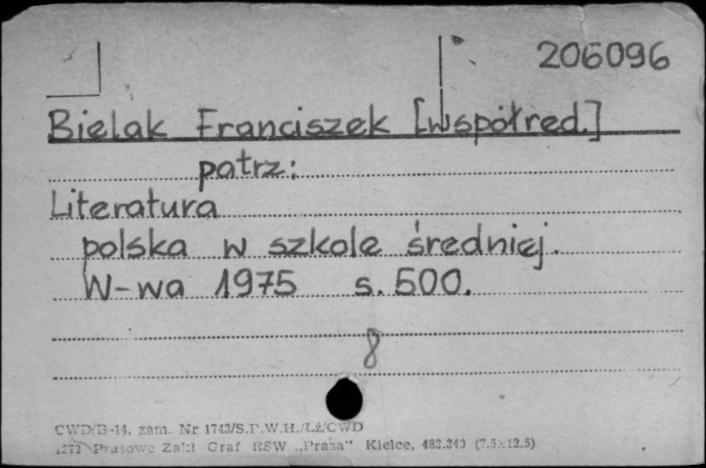 206096
Bielak Franciszek [współred.]
patrz:
Literatura
polska w szkole średniej.
W-wa 1975 s. 500.
8
CWD/B-14. zam. Nr 1743/S.P.W.H./Lż/CWD
Prasowe Zakł Graf RSW „Prasa" Kielce, 483.340 (7.5×12.5)